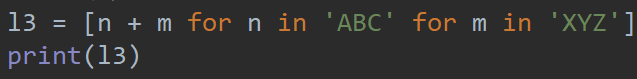 l3 = [n + m for n in 'ABC' for m in 'XYZ']
print(l3)